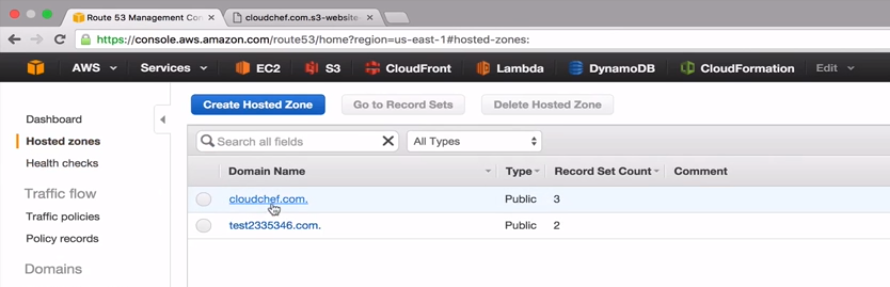 Route 53 Management Con
cloudchef.com.s3-website-
https://console.aws.amazon.com/route53/home?region=us-east-1#hosted-zones:
AWS Services EC2 S3 CloudFront Lambda DynamoDB CloudFormation Edit
Create Hosted Zone Go to Record Sets Delete Hosted Zone
Dashboard
Hosted zones
Health checks
Traffic flow
Traffic policies
Policy records
Domains
Search all fields All Types
Domain Name Type Record Set Count Comment
cloudchef.com. Public 3
test2335346.com. Public 2